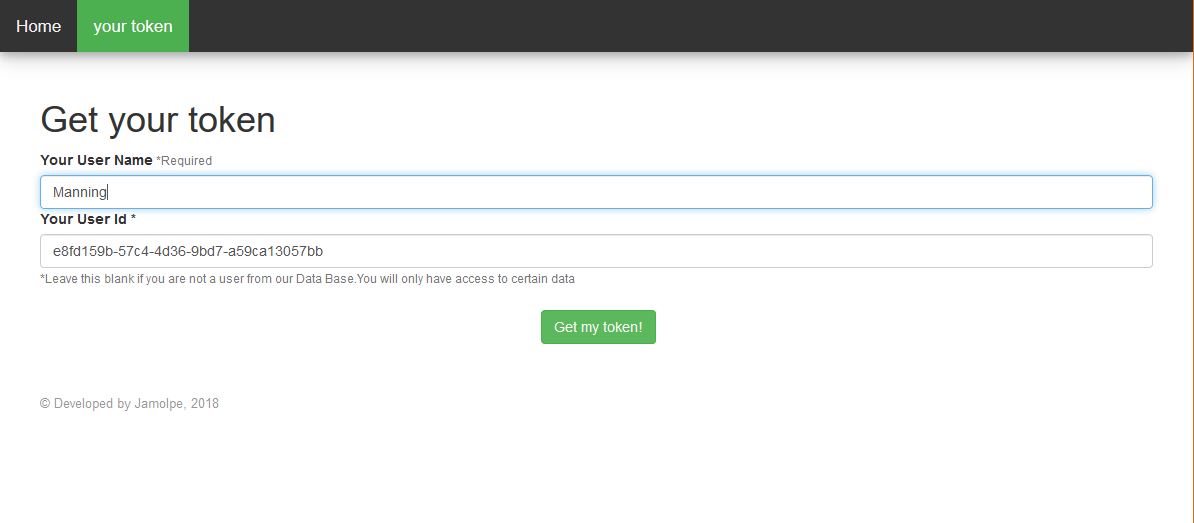 Home your token
Get your token
Your User Name *Required
Manning
Your User Id *
e8fd159b-57c4-4d36-9bd7-a59ca13057bb
*Leave this blank if you are not a user from our Data Base.You will only have access to certain data
Get my token!
© Developed by Jamolpe, 2018